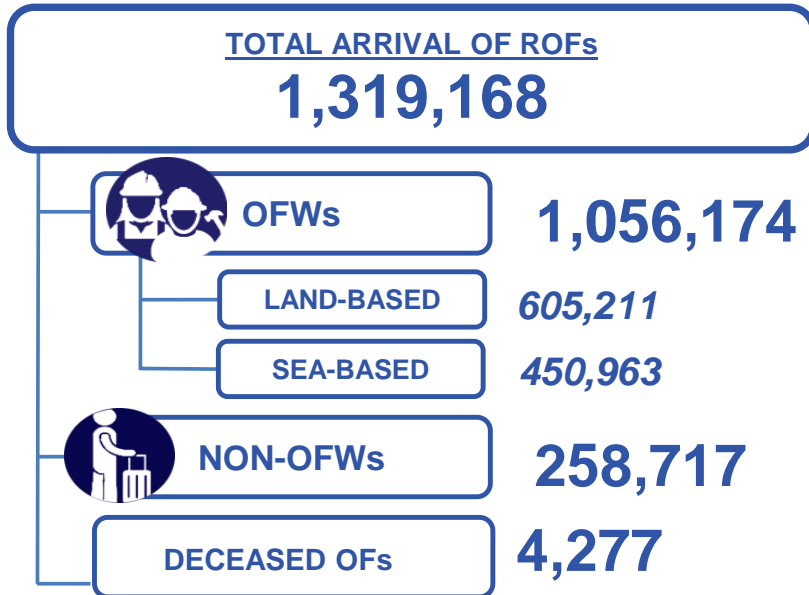 TOTAL ARRIVAL OF ROFs
1,319,168
OFWs 1,056,174
LAND-BASED 605,211
SEA-BASED 450,963
NON-OFWs 258,717
DECEASED OFs 4,277